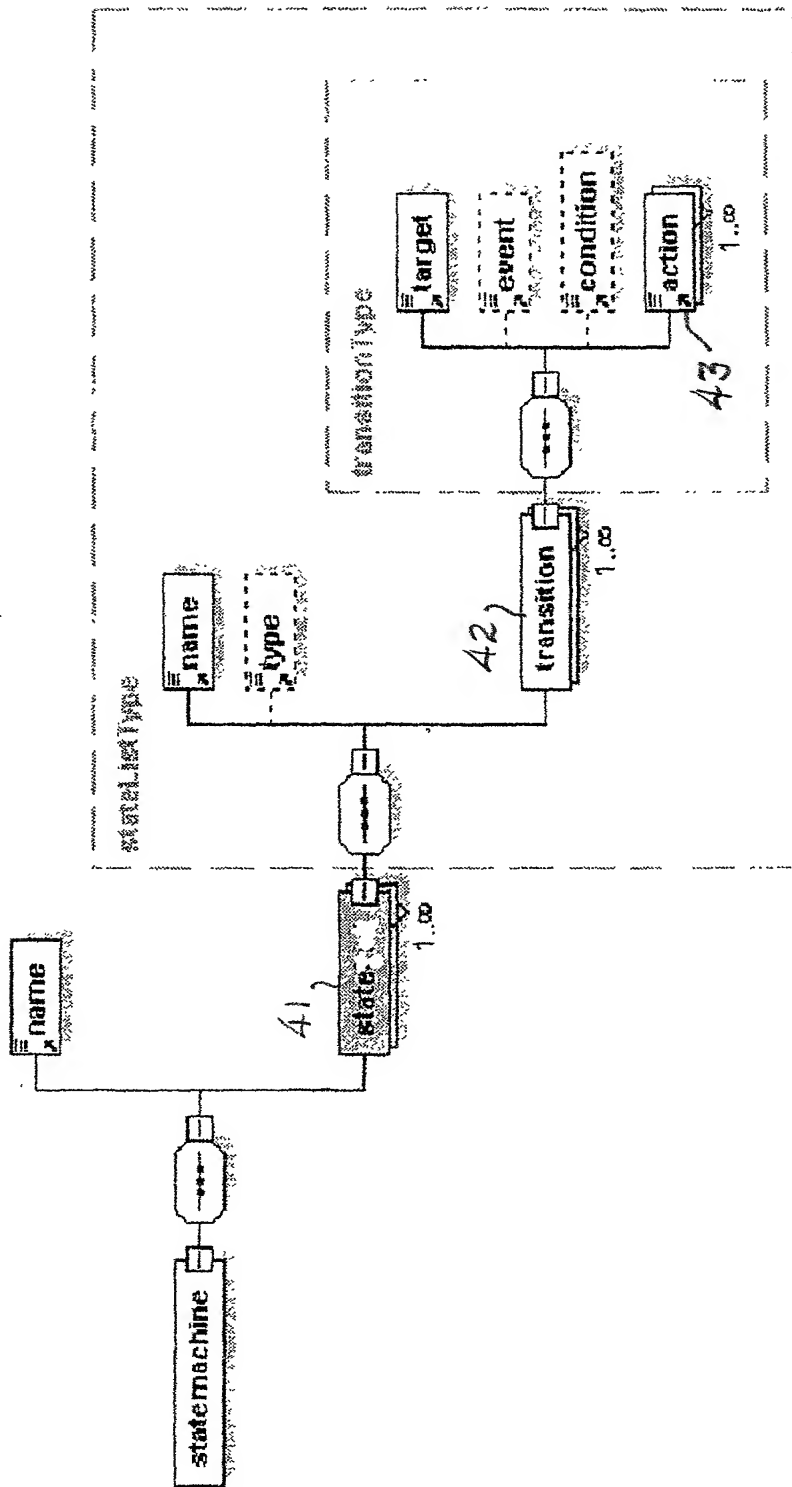 statemachine
name
state
41
1..∞
stateListType
name
type
transition
42
1..∞
transitionType
target
event
condition
action
43
1..∞